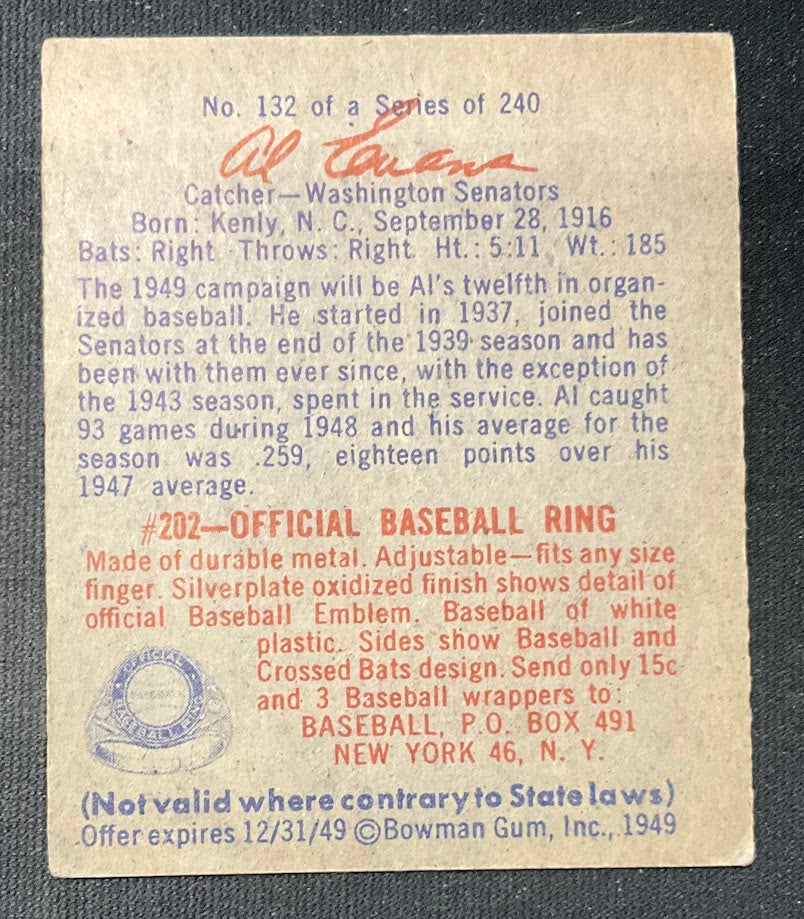 No. 132 of a Series of 240
Al Evans
Catcher—Washington Senators
Born: Kenly, N. C., September 28, 1916
Bats: Right Throws: Right Ht.: 5:11 Wt.: 185
The 1949 campaign will be Al's twelfth in organ-
ized baseball. He started in 1937, joined the
Senators at the end of the 1939 season and has
been with them ever since, with the exception of
the 1943 season, spent in the service. Al caught
93 games during 1948 and his average for the
season was .259, eighteen points over his
1947 average.
#202—OFFICIAL BASEBALL RING
Made of durable metal. Adjustable—fits any size
finger. Silverplate oxidized finish shows detail of
official Baseball Emblem. Baseball of white
plastic. Sides show Baseball and
Crossed Bats design. Send only 15c
and 3 Baseball wrappers to:
BASEBALL, P.O. BOX 491
NEW YORK 46, N. Y.
OFFICIAL
BASEBALL RING
(Not valid where contrary to State laws)
Offer expires 12/31/49 ©Bowman Gum, Inc., 1949